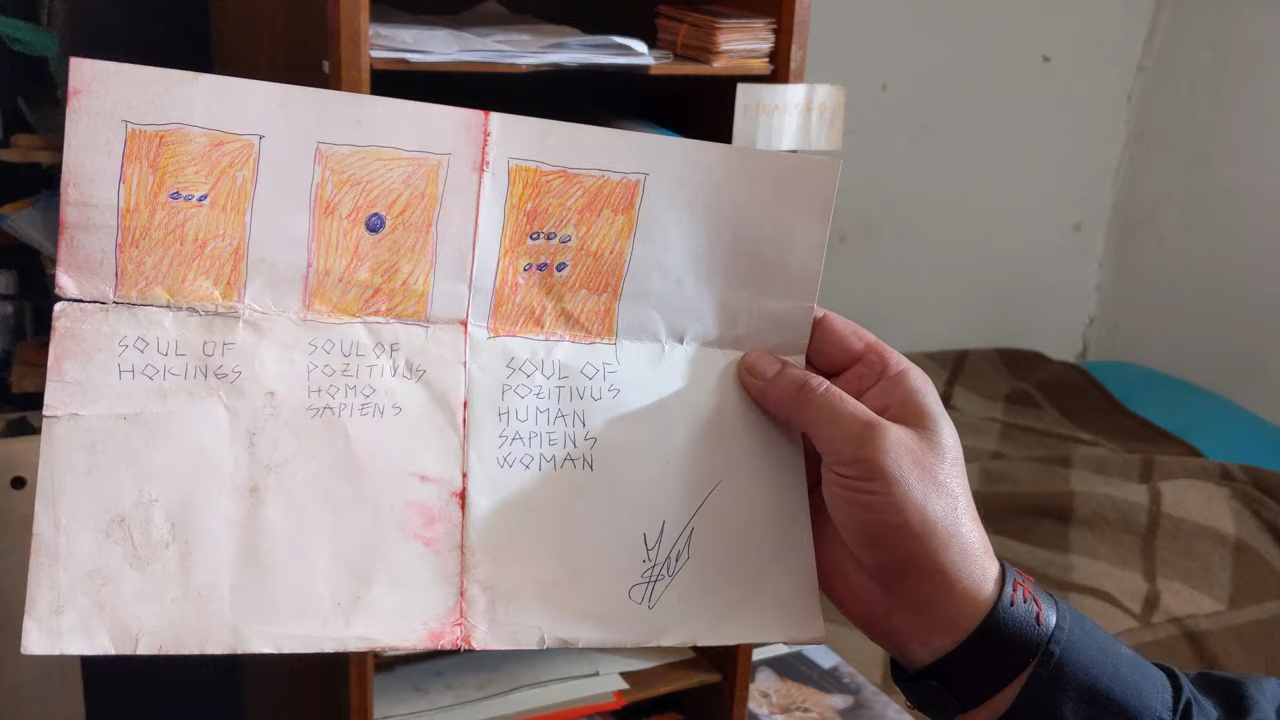 SOUL OF
HOKINGS
SOUL OF
POZITIVUS
HOMO
SAPIENS
SOUL OF
POZITIVUS
HUMAN
SAPIENS
WOMAN